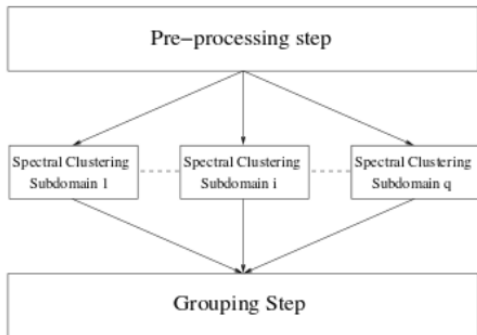 Pre-processing step
Spectral Clustering
Subdomain 1
Spectral Clustering
Subdomain i
Spectral Clustering
Subdomain q
Grouping Step